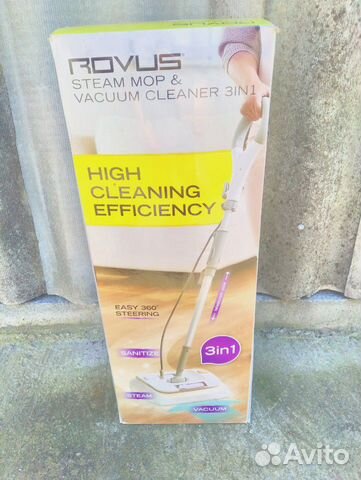 ROVUS
STEAM MOP &
VACUUM CLEANER 3IN1
HIGH
CLEANING
EFFICIENCY
EASY 360°
STEERING
SANITIZE
3in1
STEAM
VACUUM
Avito